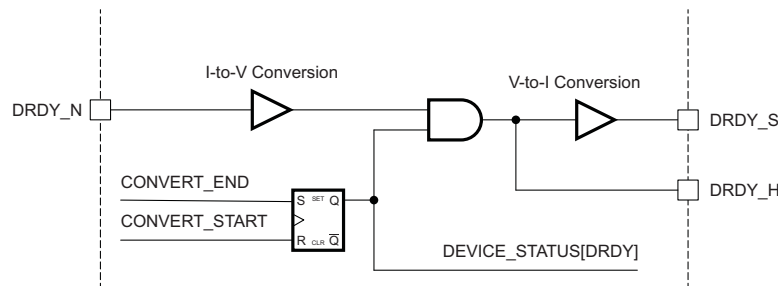 I-to-V Conversion
V-to-I Conversion
DRDY_N
DRDY_S
CONVERT_END
S SET Q
DRDY_H
CONVERT_START
R CLR Q
DEVICE_STATUS[DRDY]